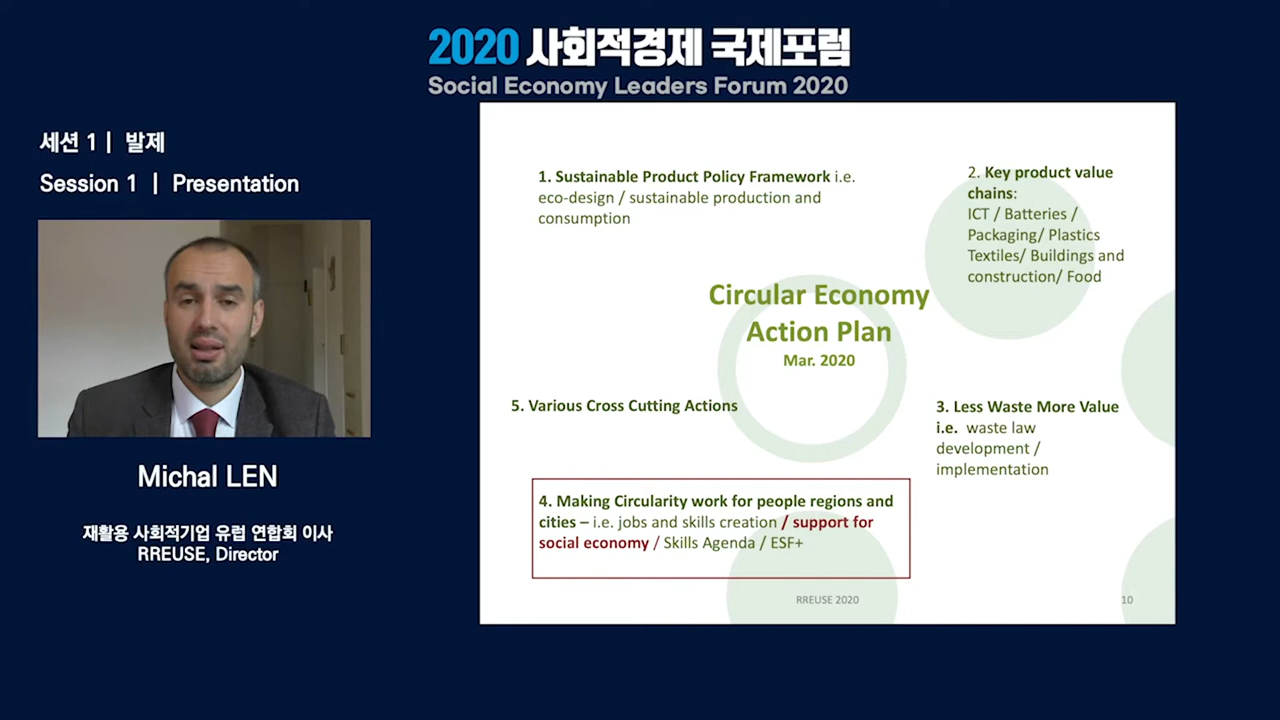 2020 사회적경제 국제포럼
Social Economy Leaders Forum 2020
세션 1 | 발제
Session 1 | Presentation
Michal LEN
재활용 사회적기업 유럽 연합회 이사
RREUSE, Director
1. Sustainable Product Policy Framework i.e.
eco-design / sustainable production and
consumption
2. Key product value
chains:
ICT / Batteries /
Packaging/ Plastics
Textiles/ Buildings and
construction/ Food
Circular Economy
Action Plan
Mar. 2020
5. Various Cross Cutting Actions
3. Less Waste More Value
i.e. waste law
development /
implementation
4. Making Circularity work for people regions and
cities – i.e. jobs and skills creation / support for
social economy / Skills Agenda / ESF+
RREUSE 2020
10